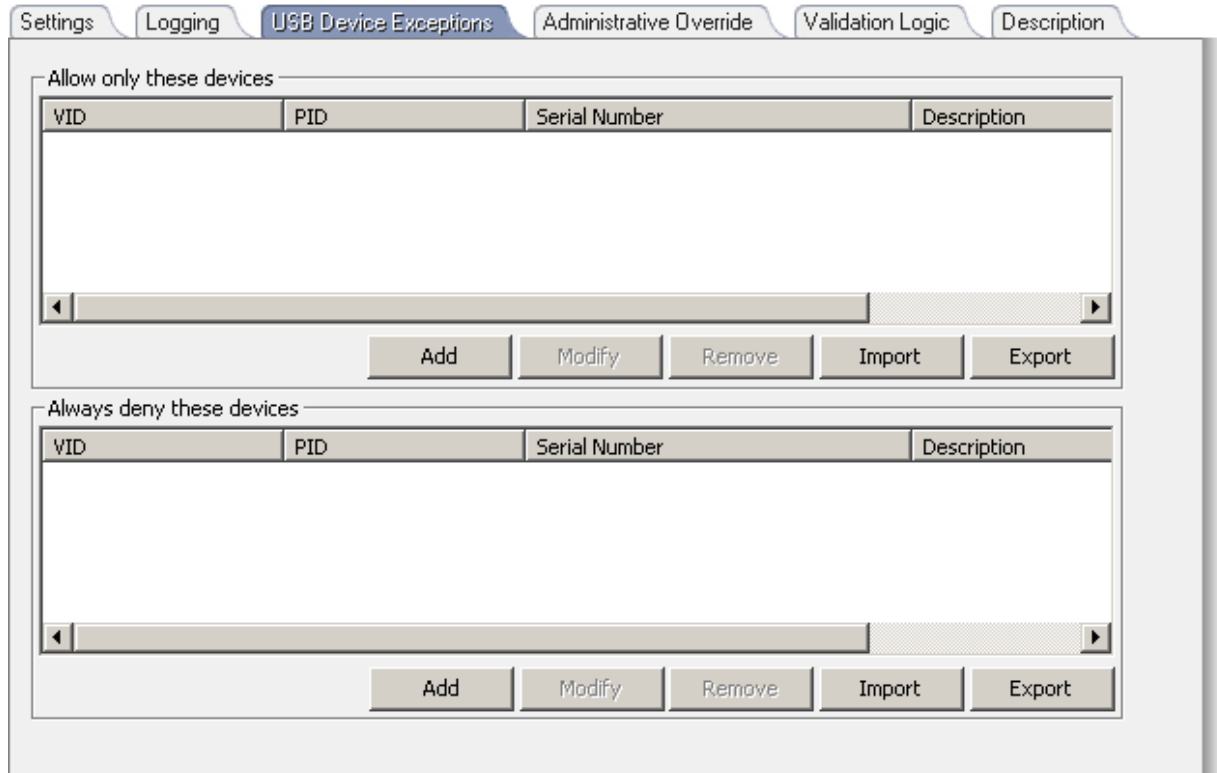 Settings Logging USB Device Exceptions Administrative Override Validation Logic Description
Allow only these devices
VID PID Serial Number Description
Add Modify Remove Import Export
Always deny these devices
VID PID Serial Number Description
Add Modify Remove Import Export